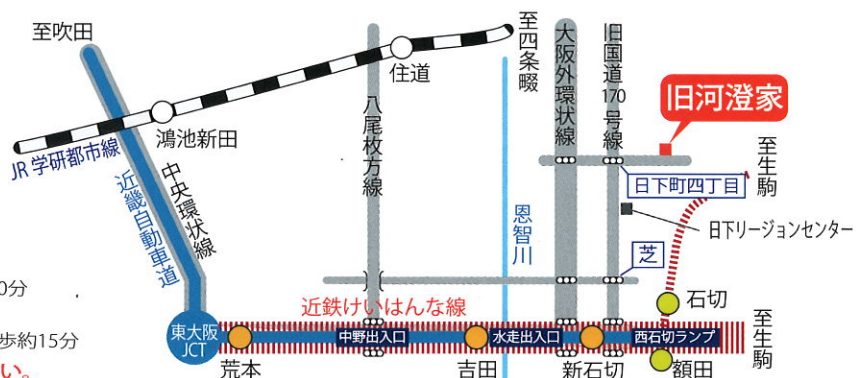 至吹田
至四条畷
大阪外環状線
旧国道170号線
住道
旧河澄家
八尾枚方線
鴻池新田
JR学研都市線
近畿自動車道
中央環状線
至生駒
日下町四丁目
恩智川
日下リージョンセンター
芝
0分
近鉄けいはんな線
石切
歩約15分
東大阪
JCT
中野出入口
水走出入口
西石切ランプ
至生駒
い。
荒本
吉田
新石切
額田